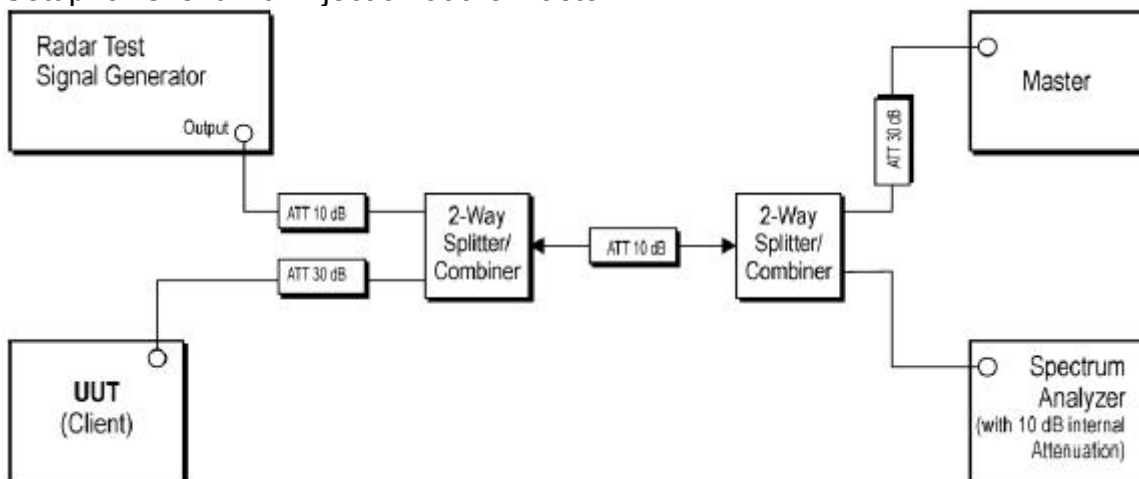 Radar Test
Signal Generator
Output
ATT 10 dB
ATT 30 dB
2-Way
Splitter/
Combiner
ATT 10 dB
2-Way
Splitter/
Combiner
ATT 30 dB
Master
UUT
(Client)
Spectrum
Analyzer
(with 10 dB internal
Attenuation)